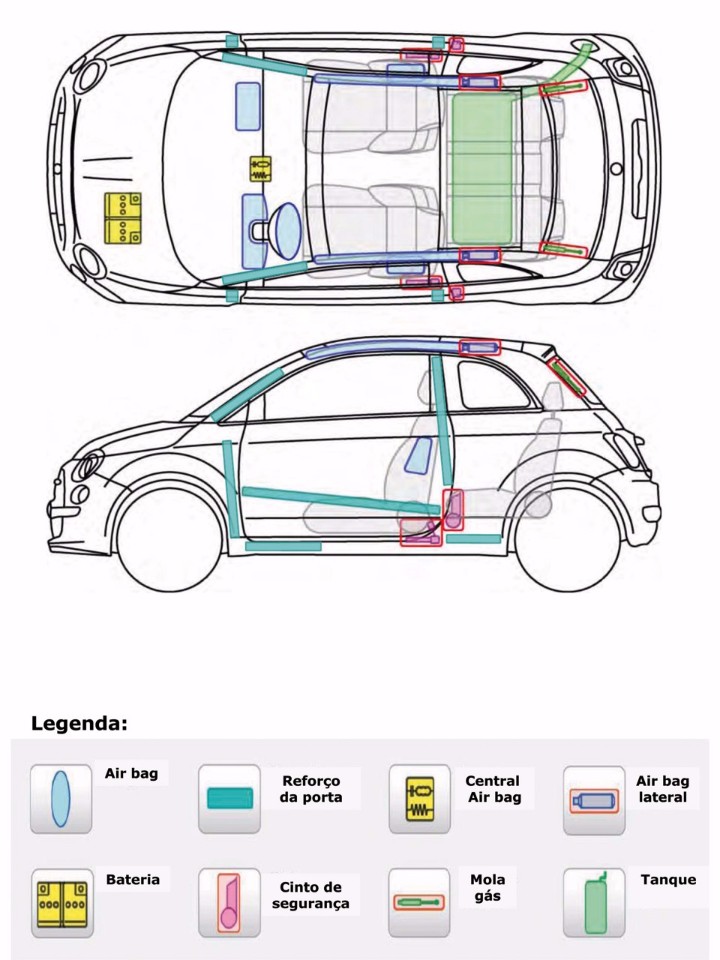 Legenda:
Air bag
Reforço
da porta
Central
Air bag
Air bag
lateral
Bateria
Cinto de
segurança
Mola
gás
Tanque